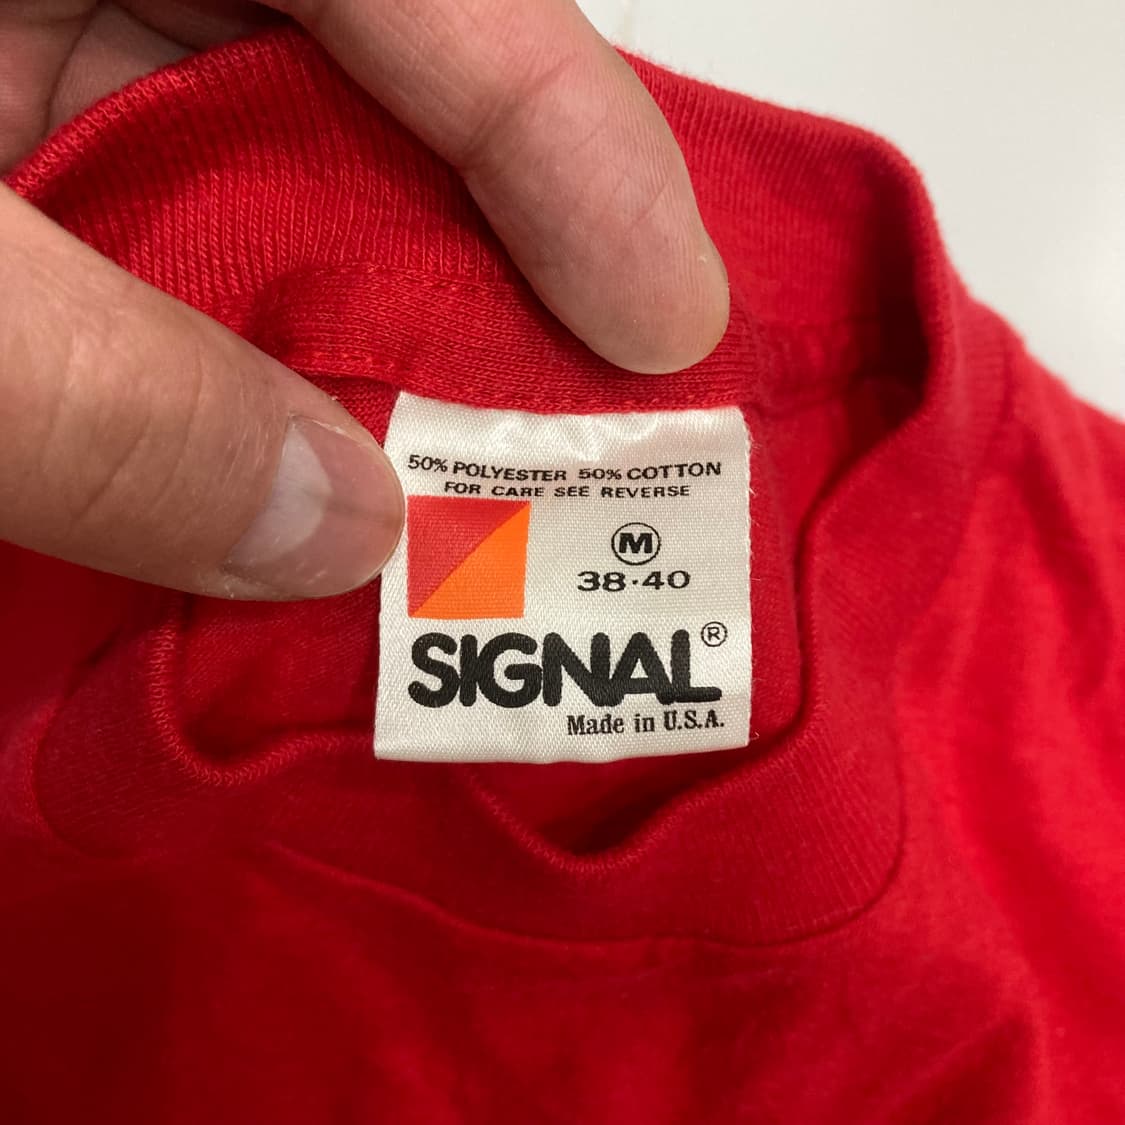 50% POLYESTER 50% COTTON
FOR CARE SEE REVERSE
M
38·40
SIGNAL®
Made in U.S.A.